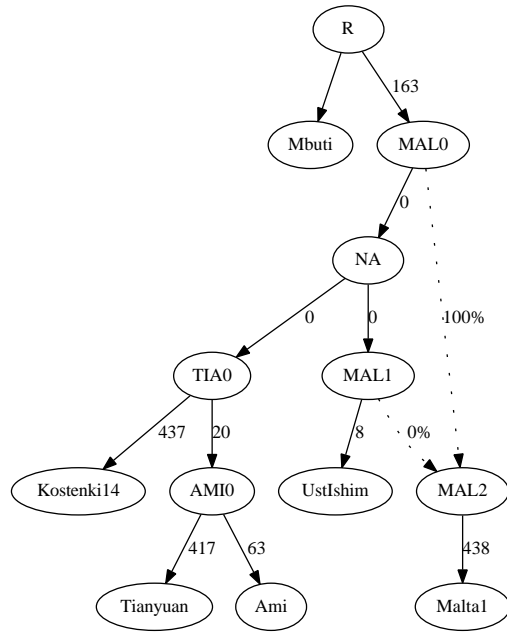 R
163
Mbuti
MAL0
0
NA
100%
0
0
TIA0
MAL1
437
20
8
0%
Kostenki14
AMI0
UstIshim
MAL2
417
63
438
Tianyuan
Ami
Malta1